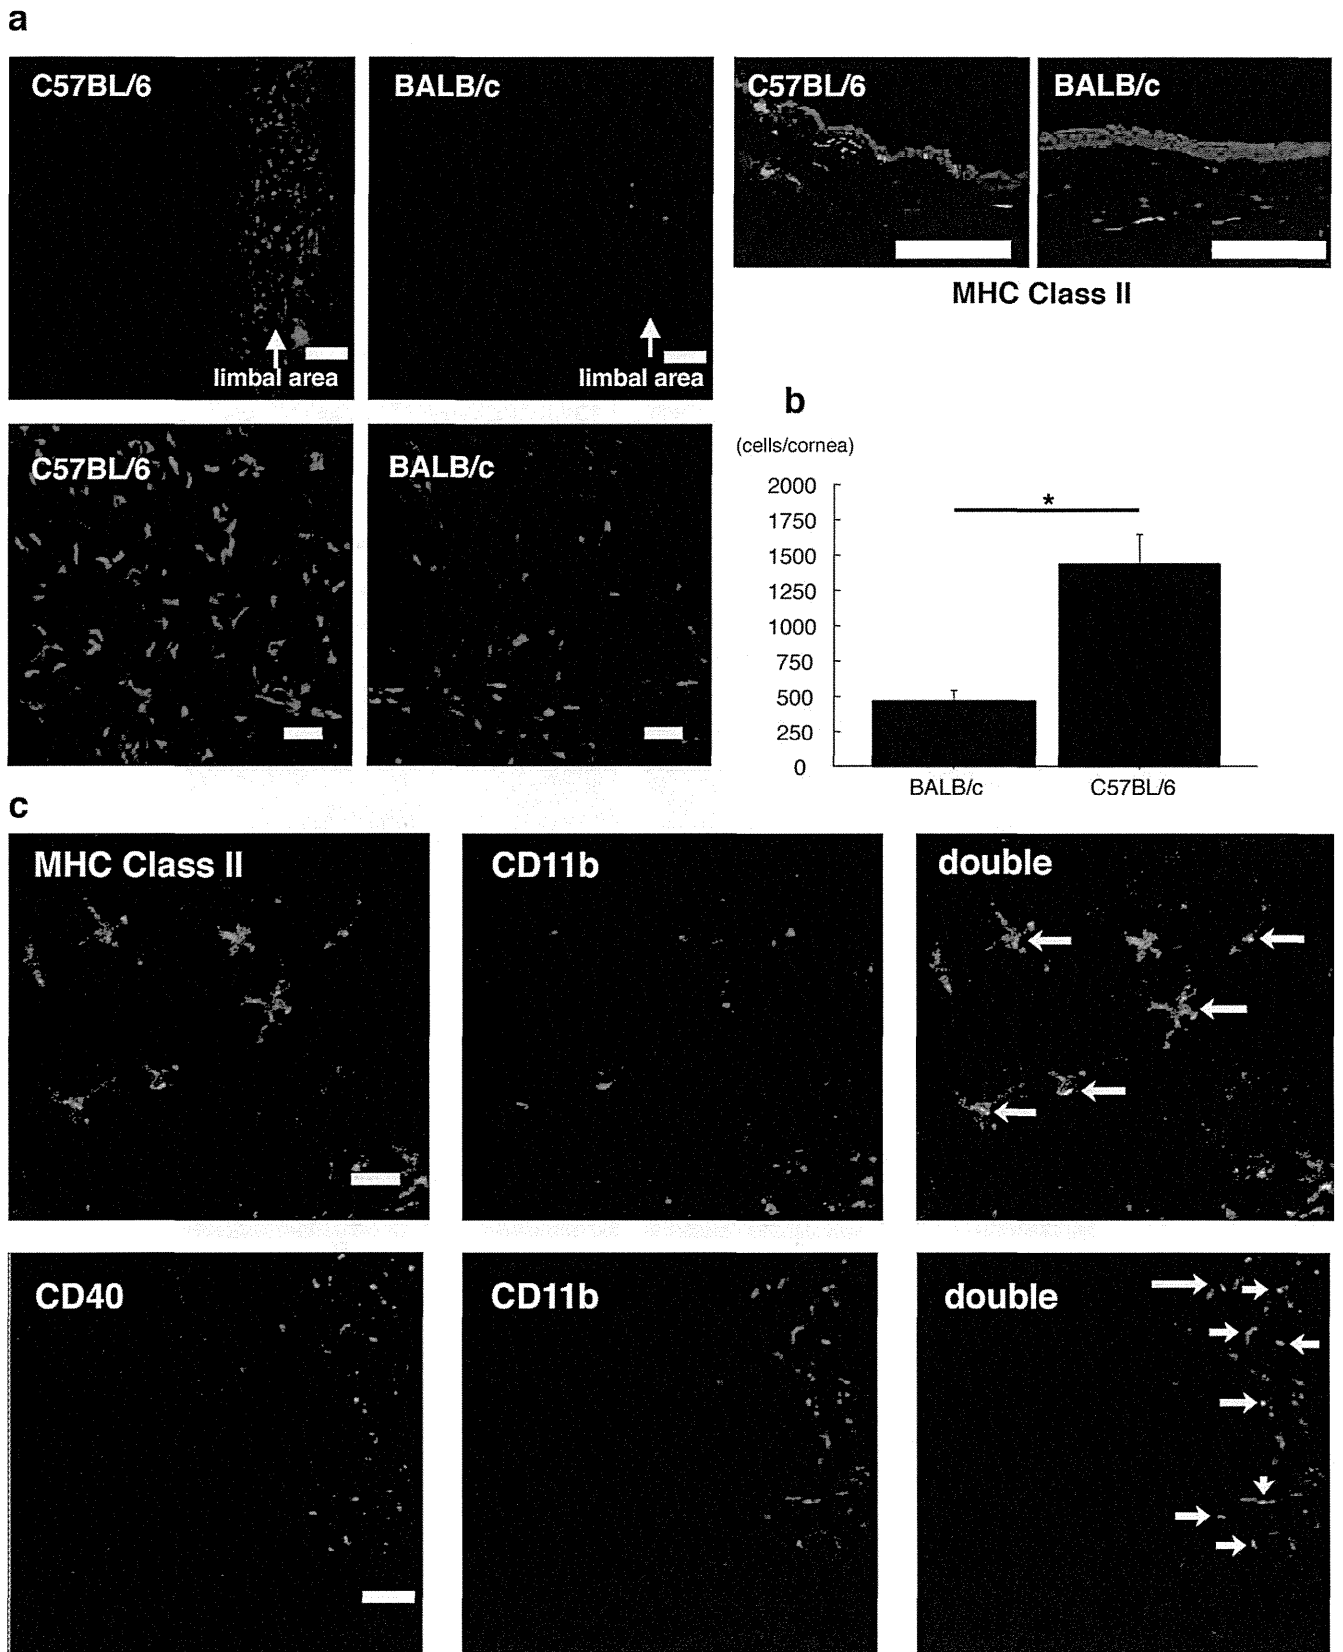 a
C57BL/6
BALB/c
C57BL/6
BALB/c
limbal area
limbal area
MHC Class II
C57BL/6
BALB/c
b
(cells/cornea)
*
2000
1750
1500
1250
1000
750
500
250
0
BALB/c
C57BL/6
c
MHC Class II
CD11b
double
CD40
CD11b
double